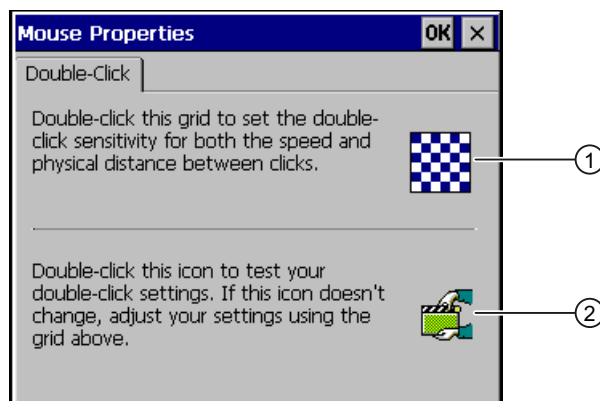 Mouse Properties OK ×
Double-Click
Double-click this grid to set the double-
click sensitivity for both the speed and
physical distance between clicks.
1
Double-click this icon to test your
double-click settings. If this icon doesn't
change, adjust your settings using the
grid above.
2